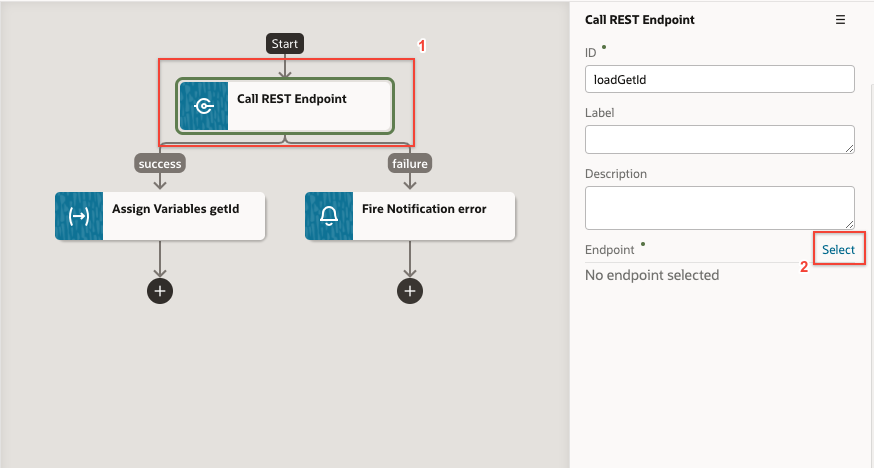 Start
1
Call REST Endpoint
success
failure
Assign Variables getId
Fire Notification error
Call REST Endpoint
ID
loadGetId
Label
Description
Endpoint
Select
2
No endpoint selected